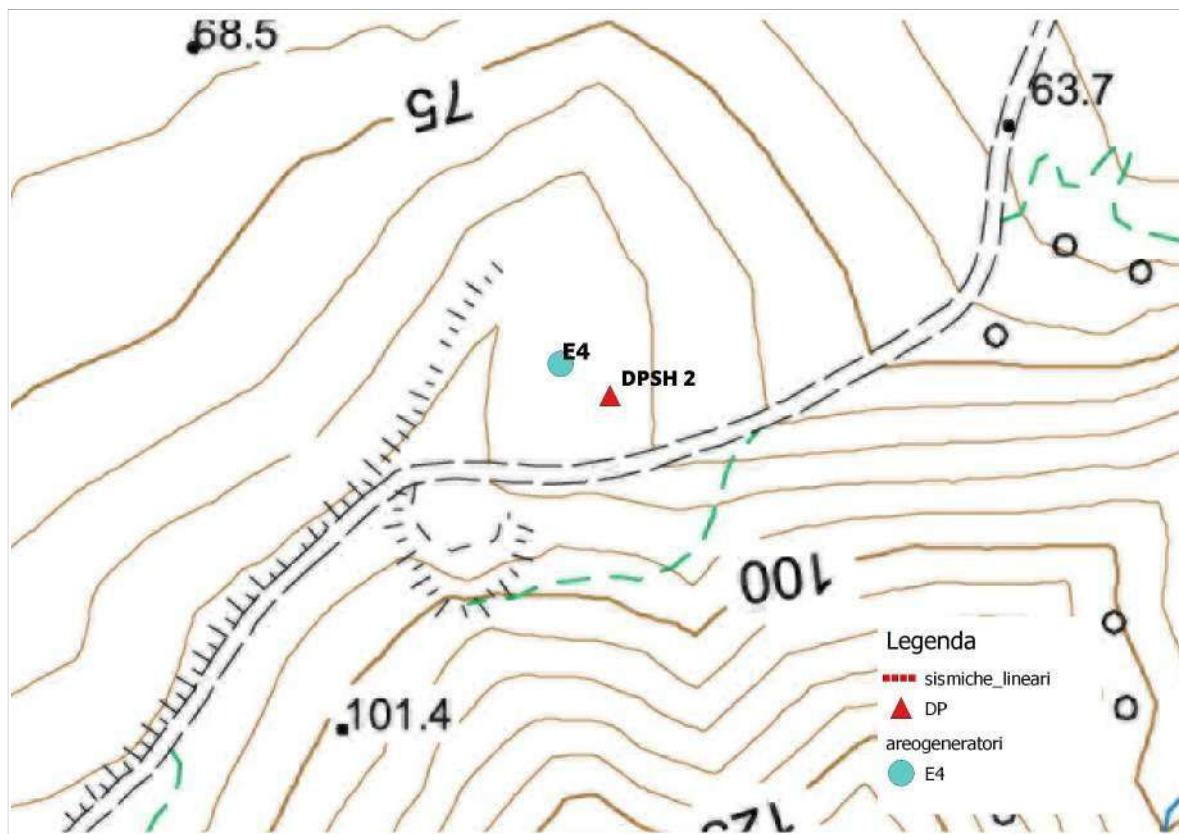 68.5
75
63.7
E4
DPSH 2
100
Legenda
sismiche_lineari
DP
areogeneratori
E4
101.4